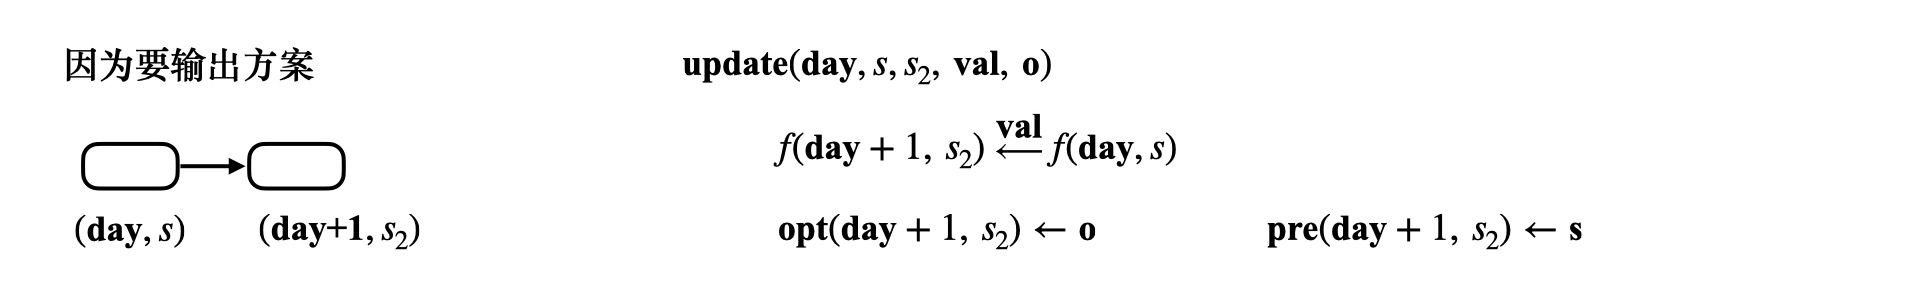 因为要输出方案
update(day, s, s₂, val, o)
val
f(day + 1, s₂) ⟵ f(day, s)
(day, s) (day+1, s₂)
opt(day + 1, s₂) ← o pre(day + 1, s₂) ← s